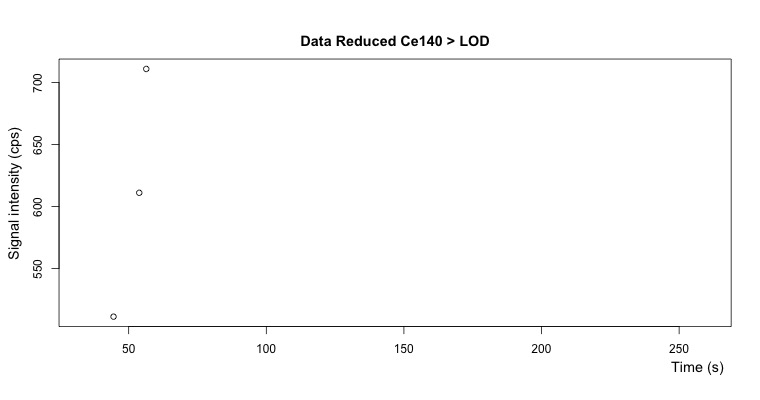 Data Reduced Ce140 > LOD
Signal intensity (cps)
700
650
600
550
50 100 150 200 250
Time (s)